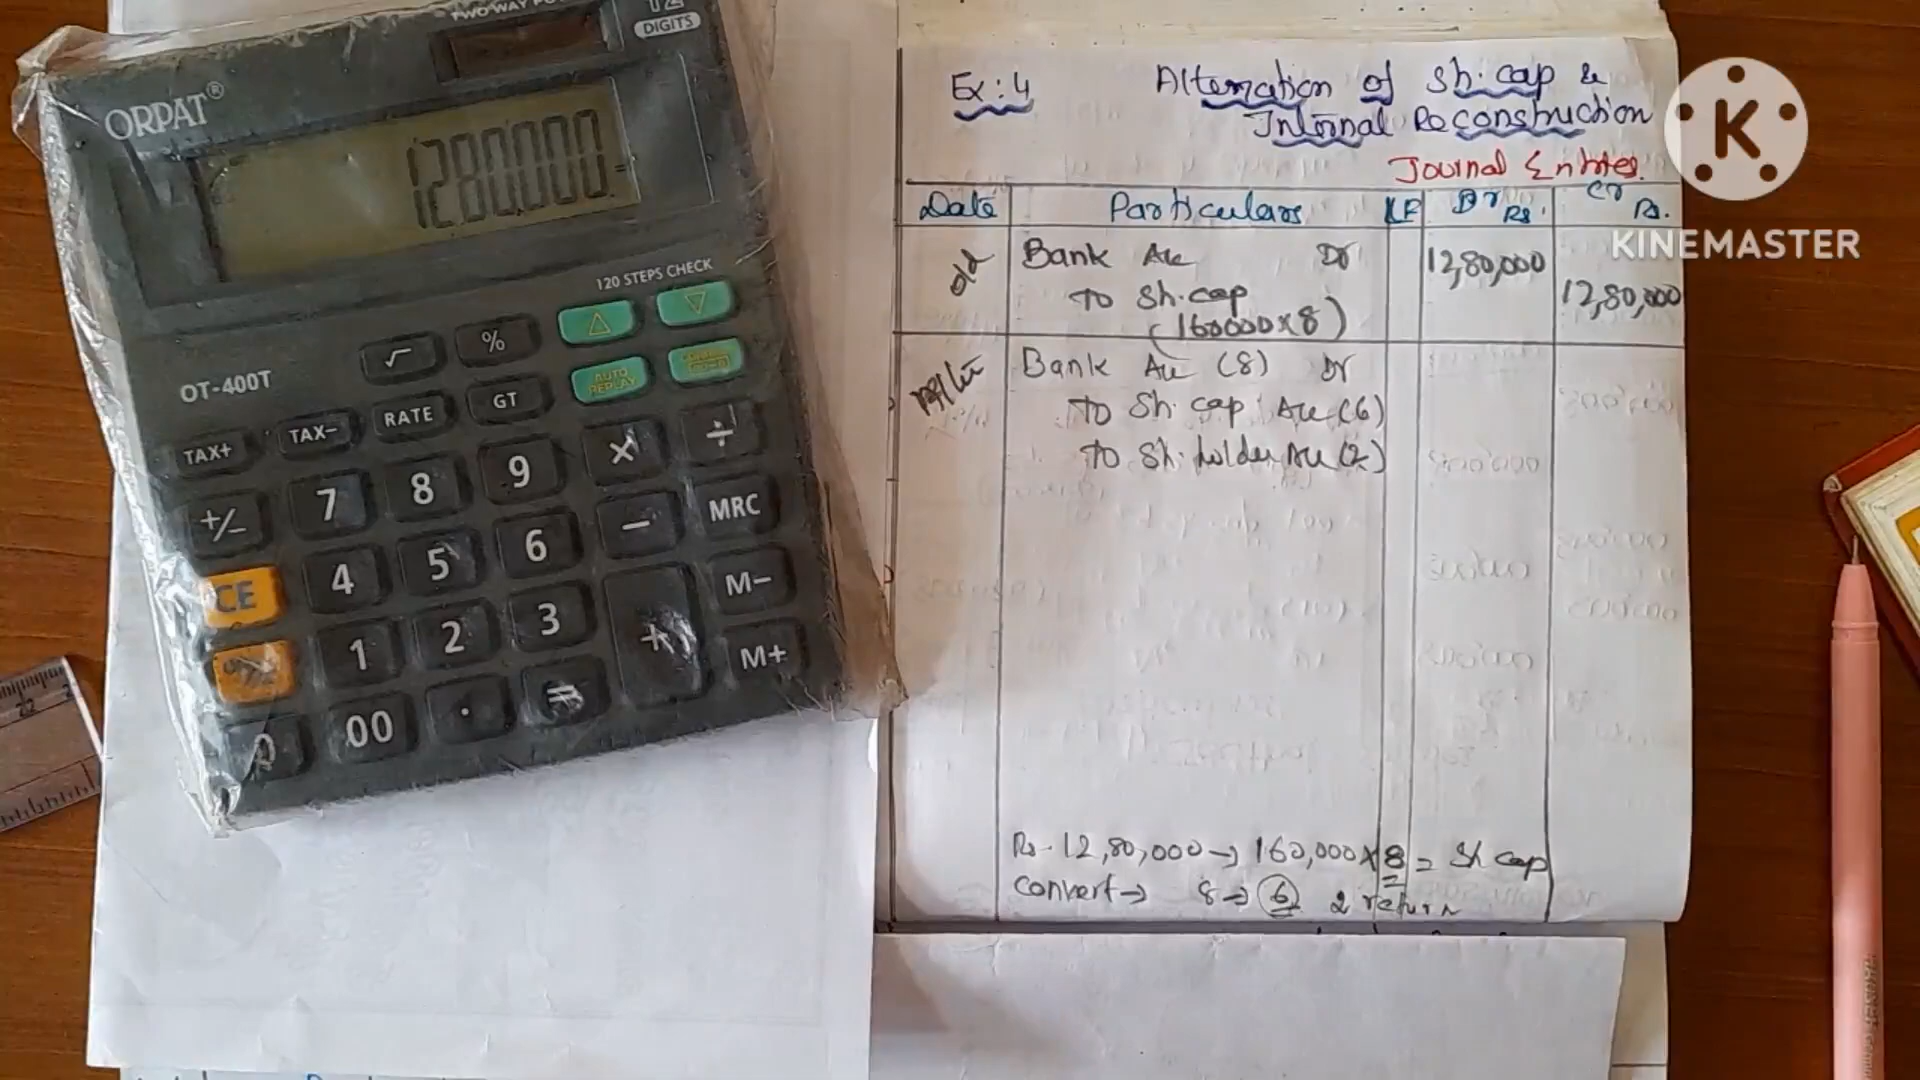 TWO WAY PO
12
DIGITS
ORPAT®
1280000
120 STEPS CHECK
OT-400T
√ %
TAX+ TAX- RATE GT AUTO REPLAY
+/- 7 8 9 × ÷
CE 4 5 6 − MRC
1 2 3 + M−
0 00 . = M+
K
KINEMASTER
Ex: 4 Alternation of Sh. cap &
Internal Reconstruction
Journal Entries.
Date Particulars LF Dr Rs. Cr Rs.
old Bank A/c Dr 12,80,000
To Sh. cap 12,80,000
(160000 × 8)
Bank A/c (8) Dr
To Sh. cap A/c (6)
To Sh. holder A/c (2)
Rs. 12,80,000 → 160,000 × 8 = Sh cap
Convert → 8 → 6 2 return